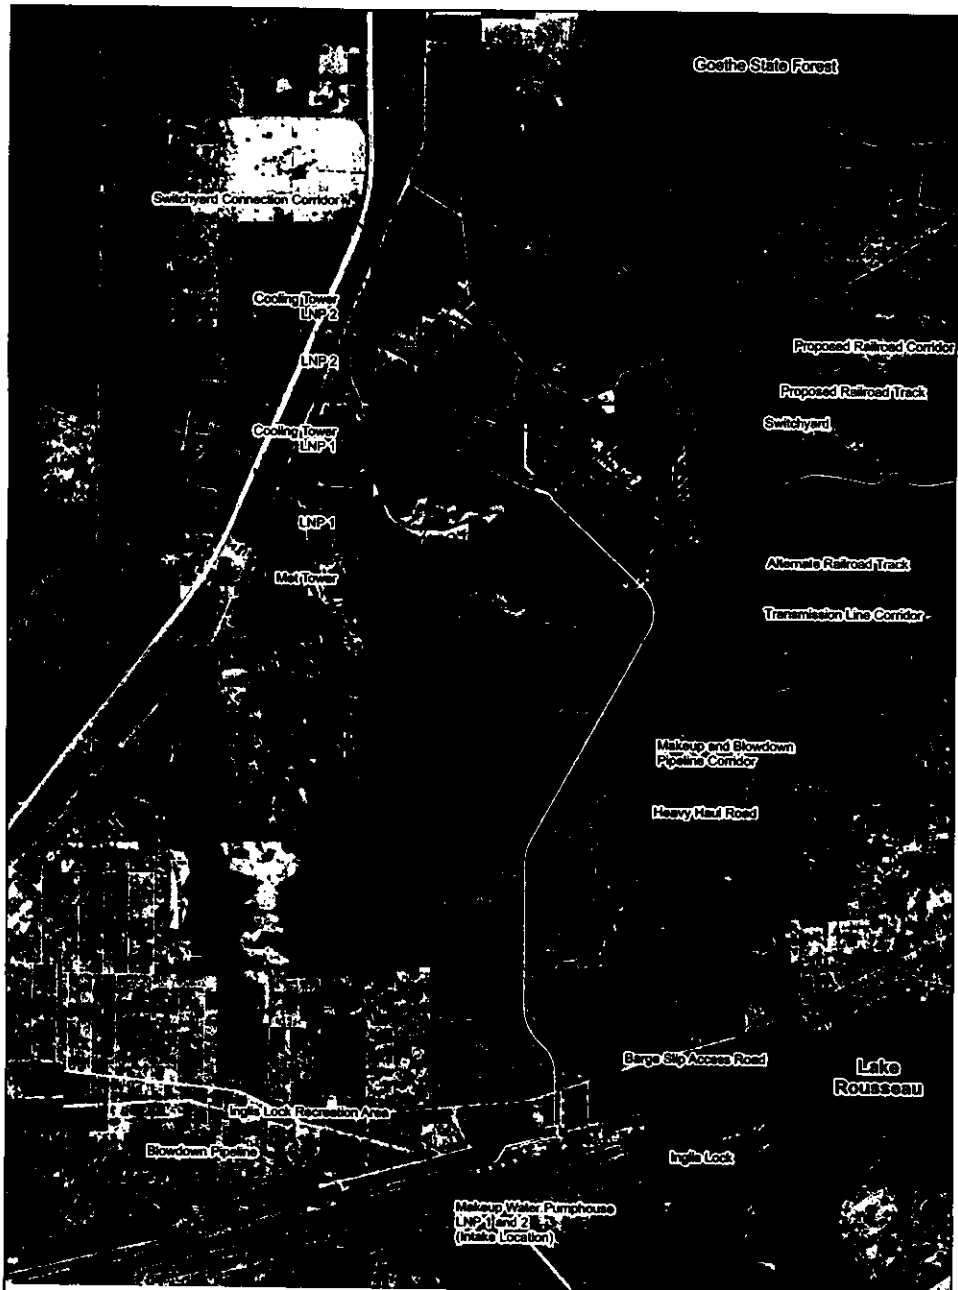 Goethe State Forest
Switchyard Connection Corridor
Cooling Tower
LNP 2
LNP 2
Proposed Railroad Corridor
Proposed Railroad Track
Switchyard
Cooling Tower
LNP 1
LNP 1
Met Tower
Alternate Railroad Track
Transmission Line Corridor
Makeup and Blowdown
Pipeline Corridor
Heavy Haul Road
Barge Slip Access Road
Lake
Rousseau
Inglis Lock Recreation Area
Blowdown Pipeline
Inglis Lock
Makeup Water Pumphouse
LNP 1 and 2
(Intake Location)